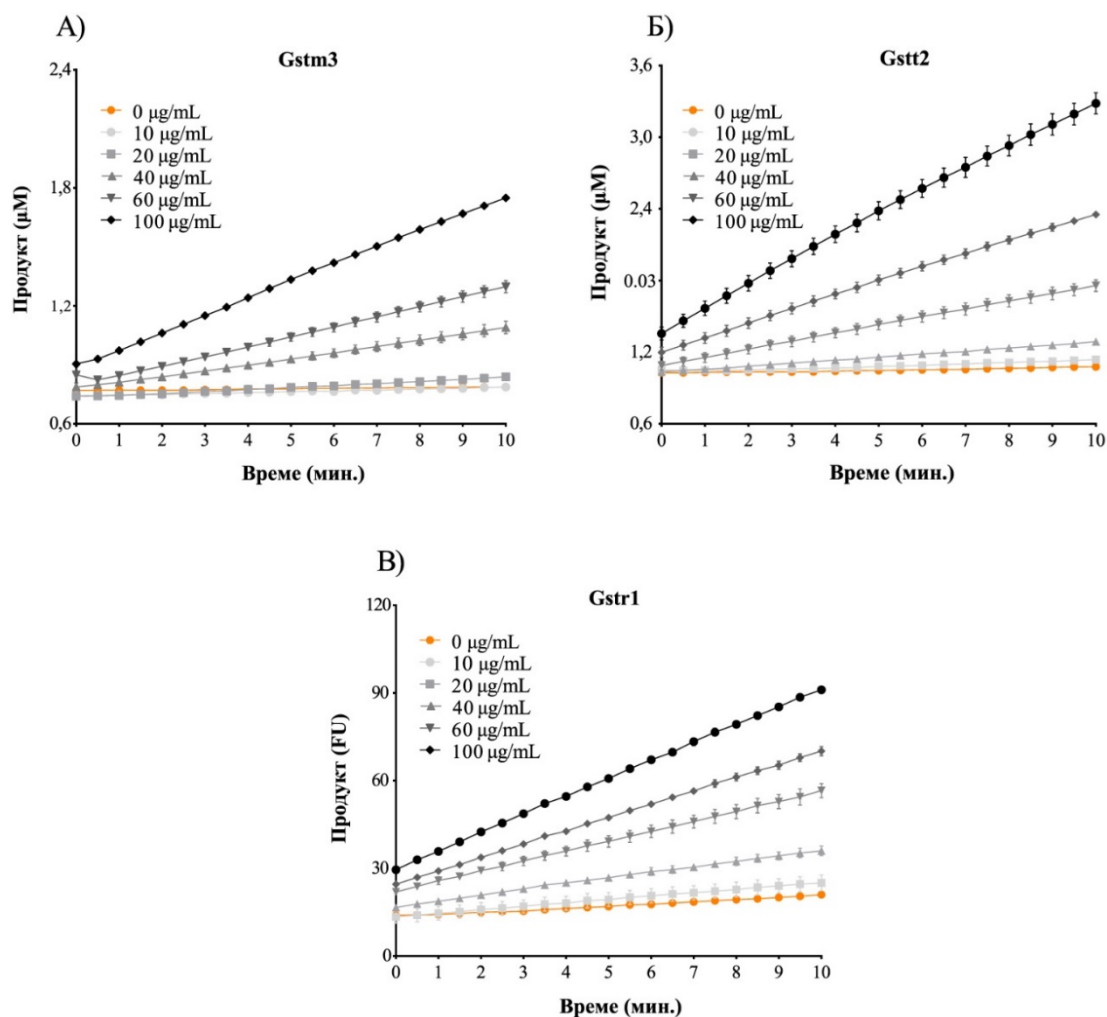 А)
Gstm3
2,4
1,8
1,2
0,6
Продукт (μM)
0 μg/mL
10 μg/mL
20 μg/mL
40 μg/mL
60 μg/mL
100 μg/mL
0 1 2 3 4 5 6 7 8 9 10
Време (мин.)
Б)
Gstt2
3,6
3,0
2,4
0.03
1,2
0,6
Продукт (μM)
0 μg/mL
10 μg/mL
20 μg/mL
40 μg/mL
60 μg/mL
100 μg/mL
0 1 2 3 4 5 6 7 8 9 10
Време (мин.)
В)
Gstr1
120
90
60
30
0
Продукт (FU)
0 μg/mL
10 μg/mL
20 μg/mL
40 μg/mL
60 μg/mL
100 μg/mL
0 1 2 3 4 5 6 7 8 9 10
Време (мин.)